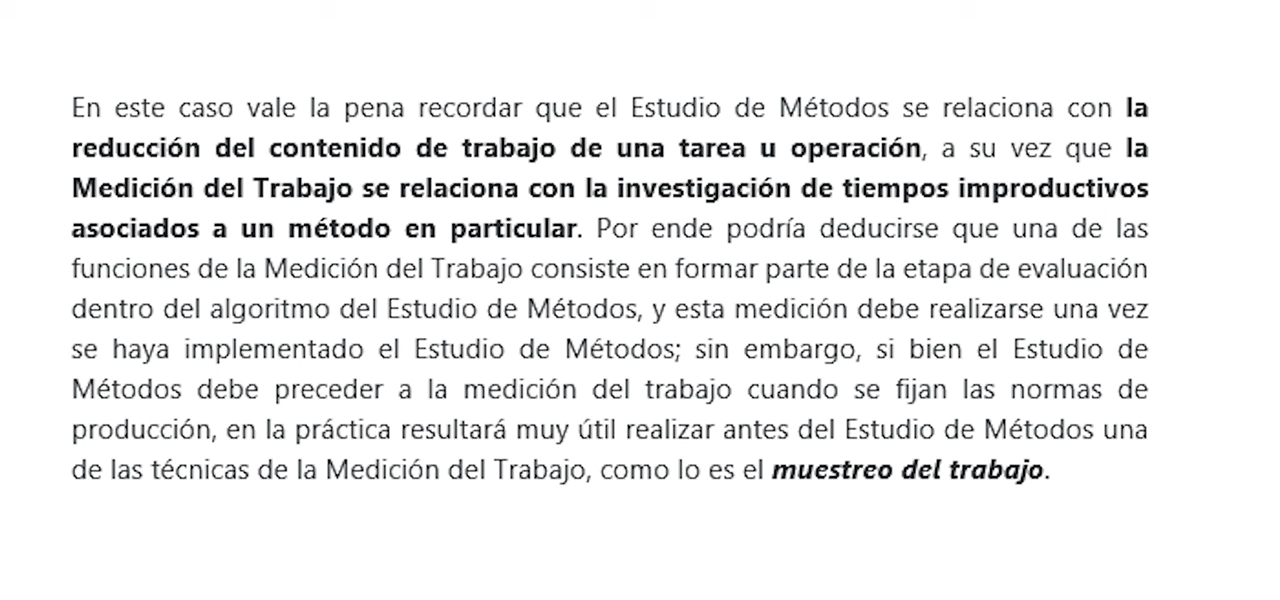 En este caso vale la pena recordar que el Estudio de Métodos se relaciona con la
reducción del contenido de trabajo de una tarea u operación, a su vez que la
Medición del Trabajo se relaciona con la investigación de tiempos improductivos
asociados a un método en particular. Por ende podría deducirse que una de las
funciones de la Medición del Trabajo consiste en formar parte de la etapa de evaluación
dentro del algoritmo del Estudio de Métodos, y esta medición debe realizarse una vez
se haya implementado el Estudio de Métodos; sin embargo, si bien el Estudio de
Métodos debe preceder a la medición del trabajo cuando se fijan las normas de
producción, en la práctica resultará muy útil realizar antes del Estudio de Métodos una
de las técnicas de la Medición del Trabajo, como lo es el muestreo del trabajo.